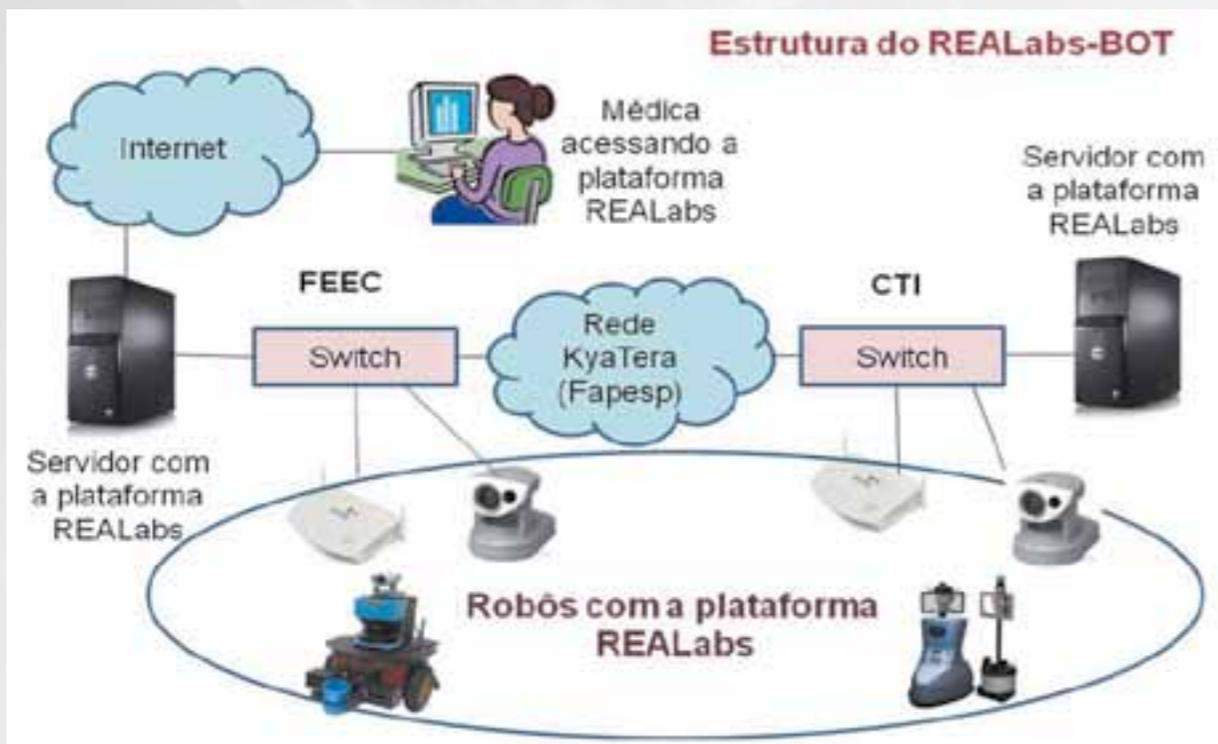 Estrutura do REALabs-BOT
Internet
Médica
acessando a
plataforma
REALabs
Servidor com
a plataforma
REALabs
FEEC
CTI
Switch
Rede
KyaTera
(Fapesp)
Switch
Servidor com
a plataforma
REALabs
Robôs com a plataforma
REALabs